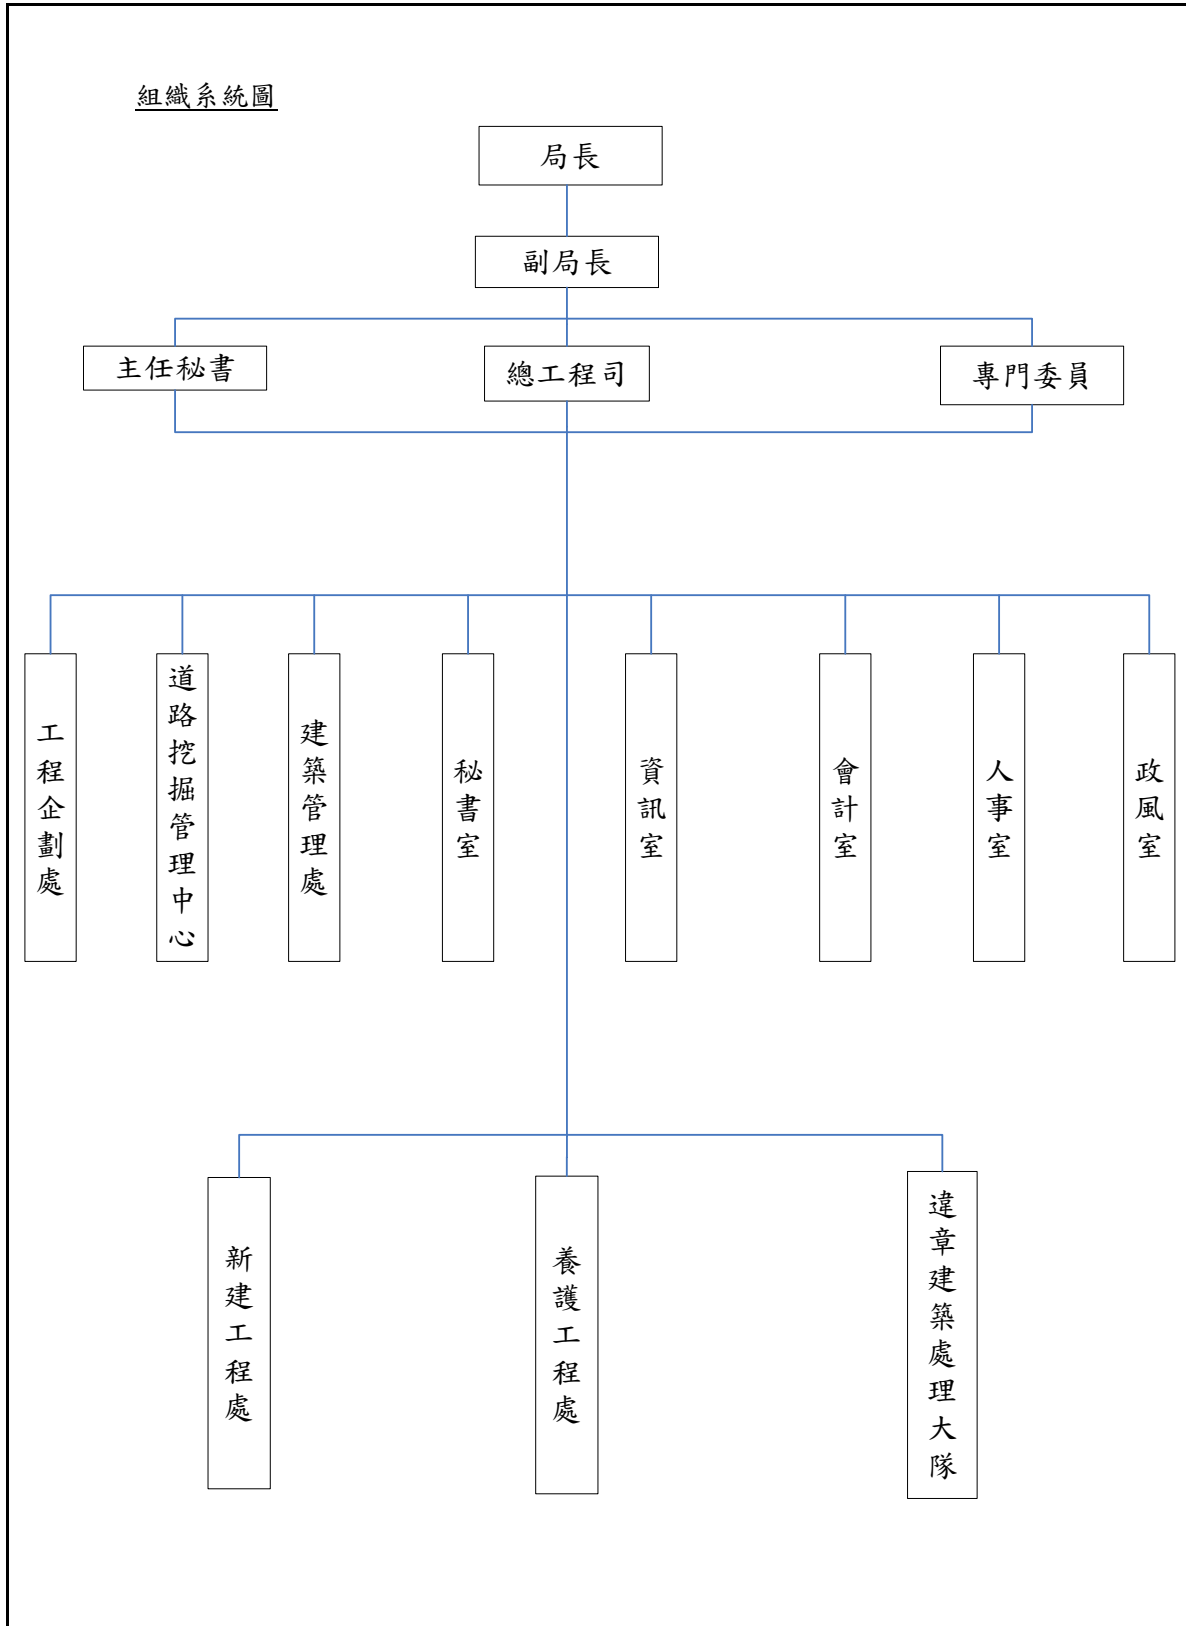 組織系統圖
局長
副局長
主任秘書
總工程司
專門委員
工程企劃處
道路挖掘管理中心
建築管理處
秘書室
資訊室
會計室
人事室
政風室
新建工程處
養護工程處
違章建築處理大隊